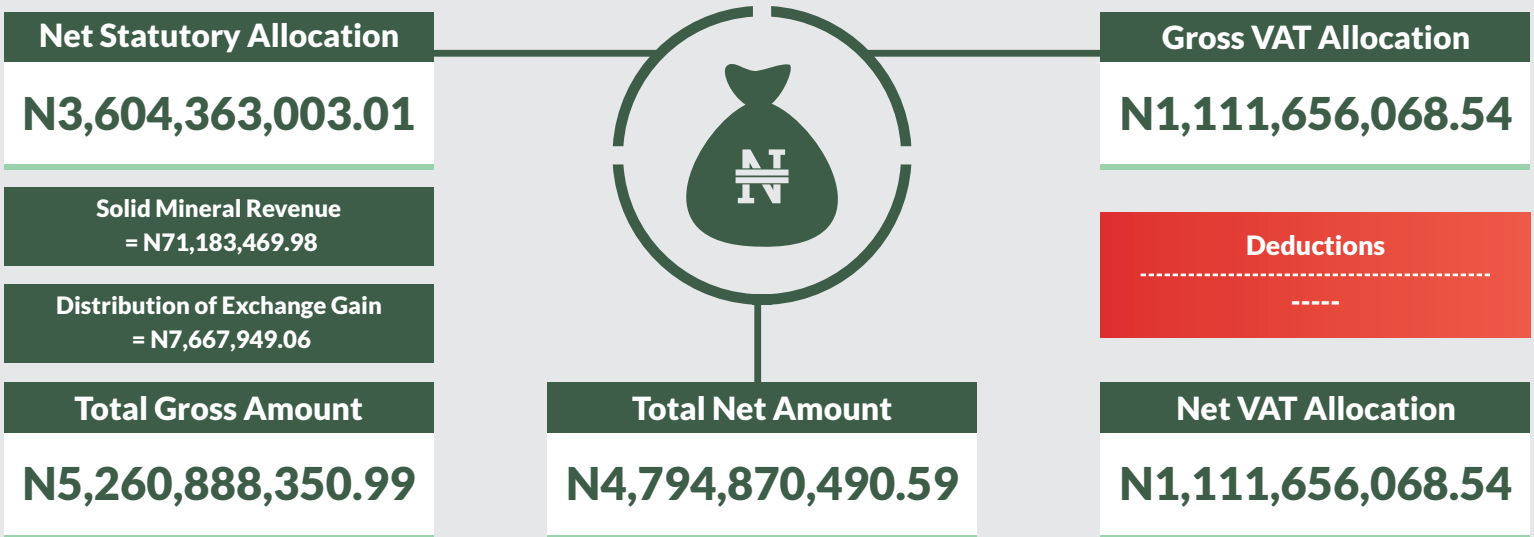 Net Statutory Allocation
N3,604,363,003.01
Solid Mineral Revenue
= N71,183,469.98
Distribution of Exchange Gain
= N7,667,949.06
Total Gross Amount
N5,260,888,350.99
₦
Total Net Amount
N4,794,870,490.59
Gross VAT Allocation
N1,111,656,068.54
Deductions
-----
Net VAT Allocation
N1,111,656,068.54